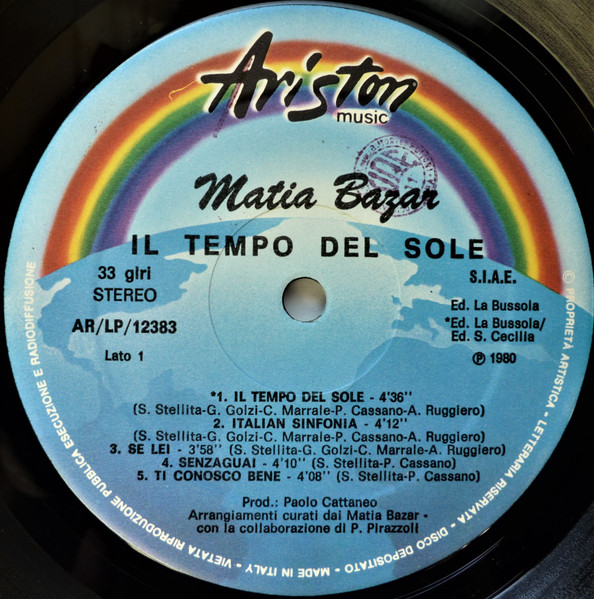 Ariston
music
Matia Bazar
IL TEMPO DEL SOLE
33 giri
STEREO
S.I.A.E.
AR/LP/12383
Lato 1
Ed. La Bussola
*Ed. La Bussola/
Ed. S. Cecilia
Ⓟ 1980
*1. IL TEMPO DEL SOLE - 4'36''
(S. Stellita-G. Golzi-C. Marrale-P. Cassano-A. Ruggiero)
2. ITALIAN SINFONIA - 4'12''
(S. Stellita-G. Golzi-C. Marrale-P. Cassano-A. Ruggiero)
3. SE LEI - 3'58'' (S. Stellita-G. Golzi-C. Marrale-A. Ruggiero)
4. SENZAGUAI - 4'10'' (S. Stellita-P. Cassano)
5. TI CONOSCO BENE - 4'08'' (S. Stellita-P. Cassano)
Prod.: Paolo Cattaneo
Arrangiamenti curati dai Matia Bazar -
con la collaborazione di P. Pirazzoli
© PROPRIETA ARTISTICA - LETTERARIA RISERVATA - DISCO DEPOSITATO - MADE IN ITALY - VIETATA RIPRODUZIONE PUBBLICA ESECUZIONE E RADIODIFFUSIONE